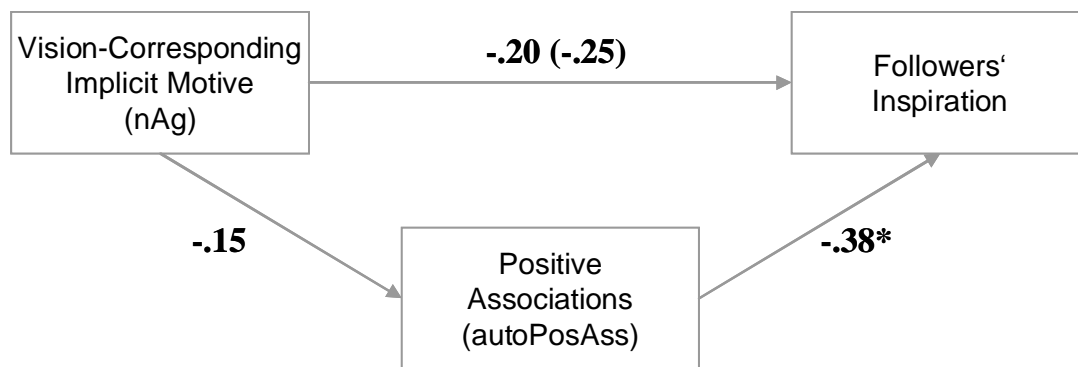 Vision-Corresponding
Implicit Motive
(nAg)
-.20 (-.25)
Followers‘
Inspiration
-.15
Positive
Associations
(autoPosAss)
-.38*